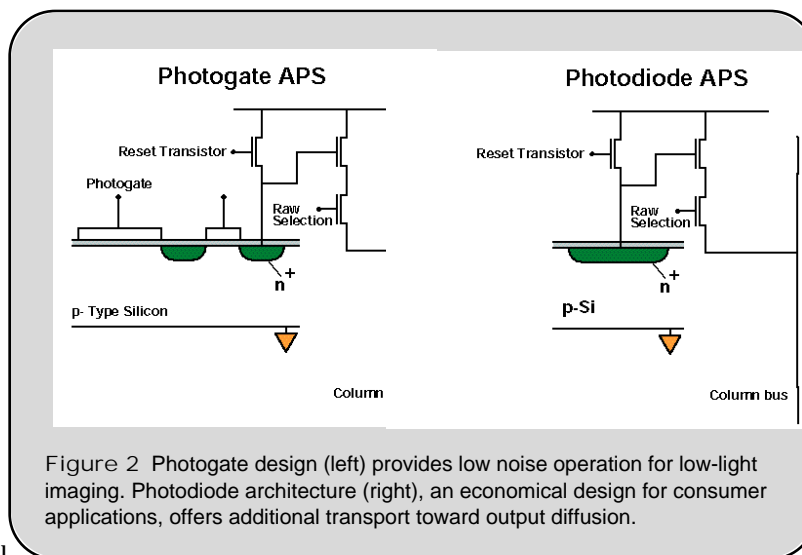 Photogate APS
Reset Transistor
Photogate
Raw
Selection
n+
p- Type Silicon
Column
Photodiode APS
Reset Transistor
Raw
Selection
n+
p-Si
Column bus
Figure 2 Photogate design (left) provides low noise operation for low-light
imaging. Photodiode architecture (right), an economical design for consumer
applications, offers additional transport toward output diffusion.